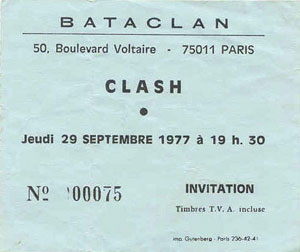 BATACLAN
50, Boulevard Voltaire - 75011 PARIS
CLASH
Jeudi 29 SEPTEMBRE 1977 à 19 h. 30
Nº 00075
INVITATION
Timbres T.V.A. incluse
Imp. Gutenberg - Paris 236-42-41